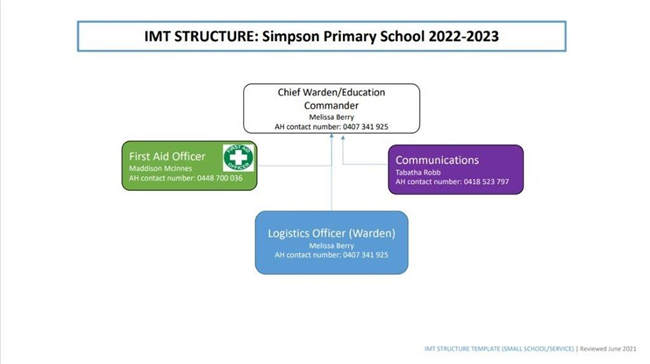 IMT STRUCTURE: Simpson Primary School 2022-2023
Chief Warden/Education
Commander
Melissa Berry
AH contact number: 0407 341 925
First Aid Officer
Maddison McInnes
AH contact number: 0448 700 036
FIRST AID
OFFICER
Communications
Tabatha Robb
AH contact number: 0418 523 797
Logistics Officer (Warden)
Melissa Berry
AH contact number: 0407 341 925
IMT STRUCTURE TEMPLATE (SMALL SCHOOL/SERVICE) | Reviewed June 2021